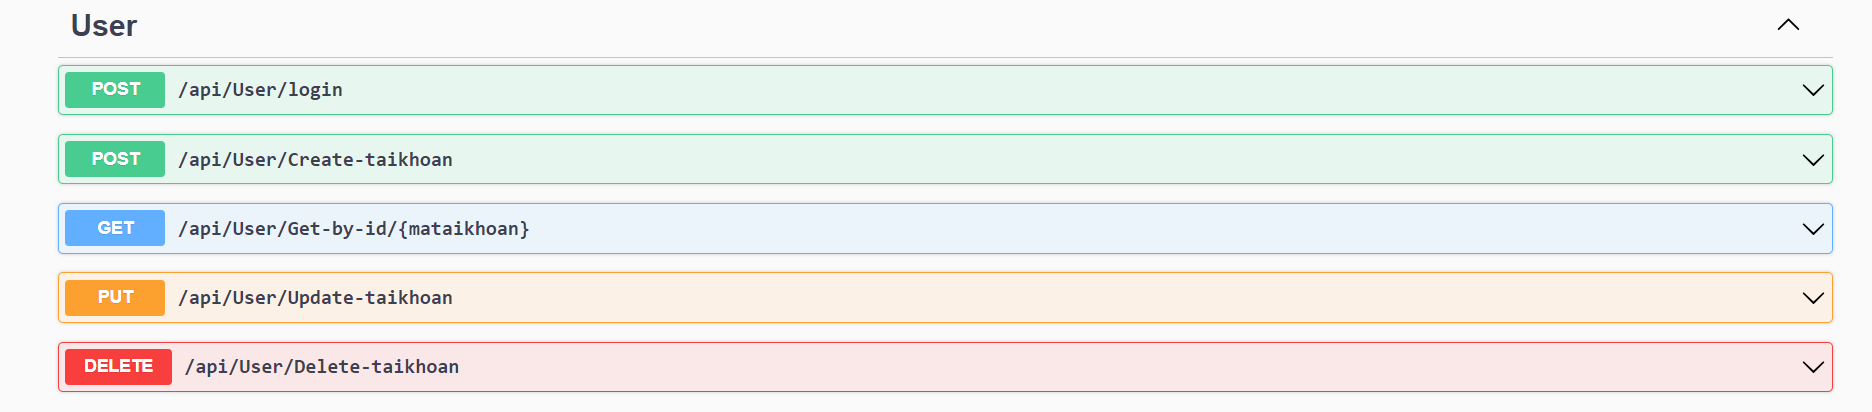 User
POST /api/User/login
POST /api/User/Create-taikhoan
GET /api/User/Get-by-id/{mataikhoan}
PUT /api/User/Update-taikhoan
DELETE /api/User/Delete-taikhoan